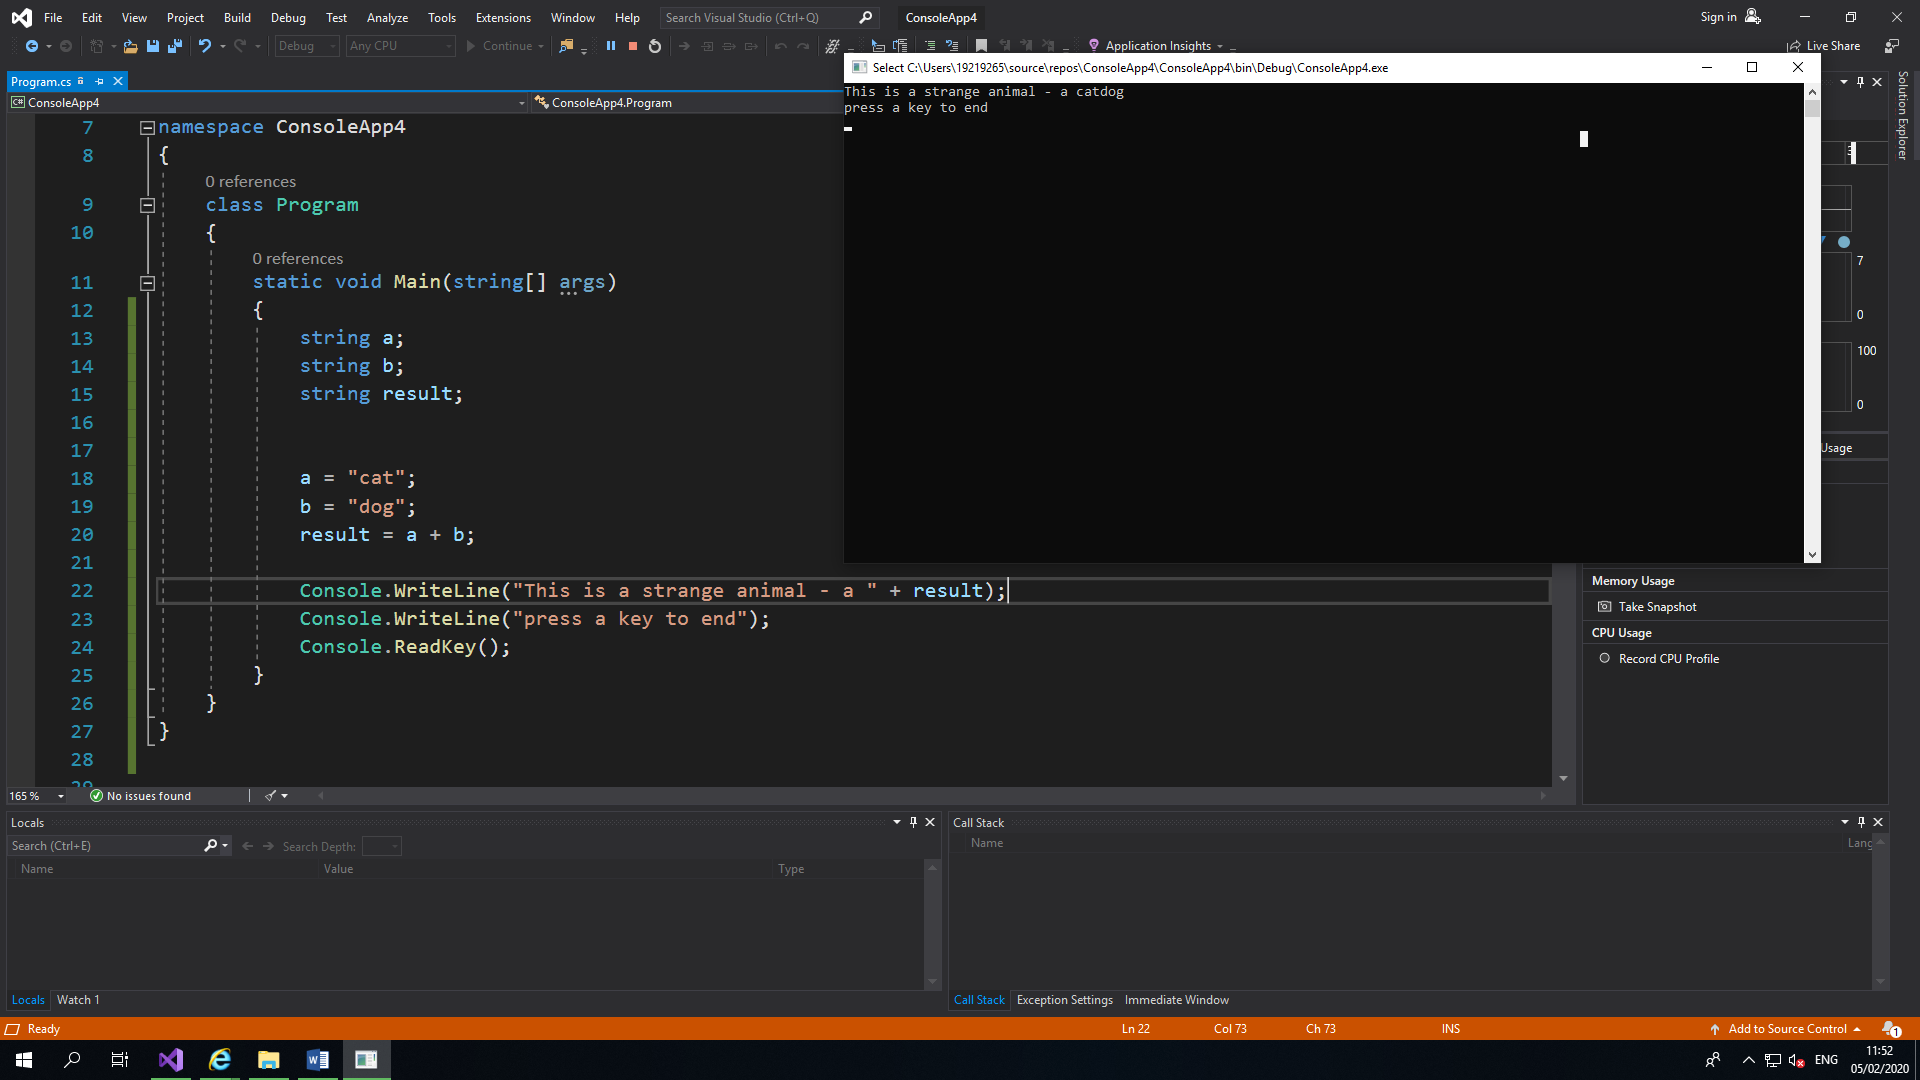 File Edit View Project Build Debug Test Analyze Tools Extensions Window Help Search Visual Studio (Ctrl+Q) ConsoleApp4 Sign in
Debug Any CPU Continue Application Insights Live Share
Program.cs
ConsoleApp4 ConsoleApp4.Program
Select C:\Users\19219265\source\repos\ConsoleApp4\ConsoleApp4\bin\Debug\ConsoleApp4.exe
This is a strange animal - a catdog
press a key to end
Solution Explorer
7 namespace ConsoleApp4
8 {
0 references
9 class Program
10 {
0 references
11 static void Main(string[] args)
12 {
13 string a;
14 string b;
15 string result;
16
17
18 a = "cat";
19 b = "dog";
20 result = a + b;
21
22 Console.WriteLine("This is a strange animal - a " + result);
23 Console.WriteLine("press a key to end");
24 Console.ReadKey();
25 }
26 }
27 }
28
29
7
0
100
0
Usage
Memory Usage
Take Snapshot
CPU Usage
Record CPU Profile
165 % No issues found
Locals
Search (Ctrl+E) Search Depth:
Name Value Type
Locals Watch 1
Call Stack
Name Lang
Call Stack Exception Settings Immediate Window
Ready Ln 22 Col 73 Ch 73 INS Add to Source Control 1
ENG 11:52
05/02/2020